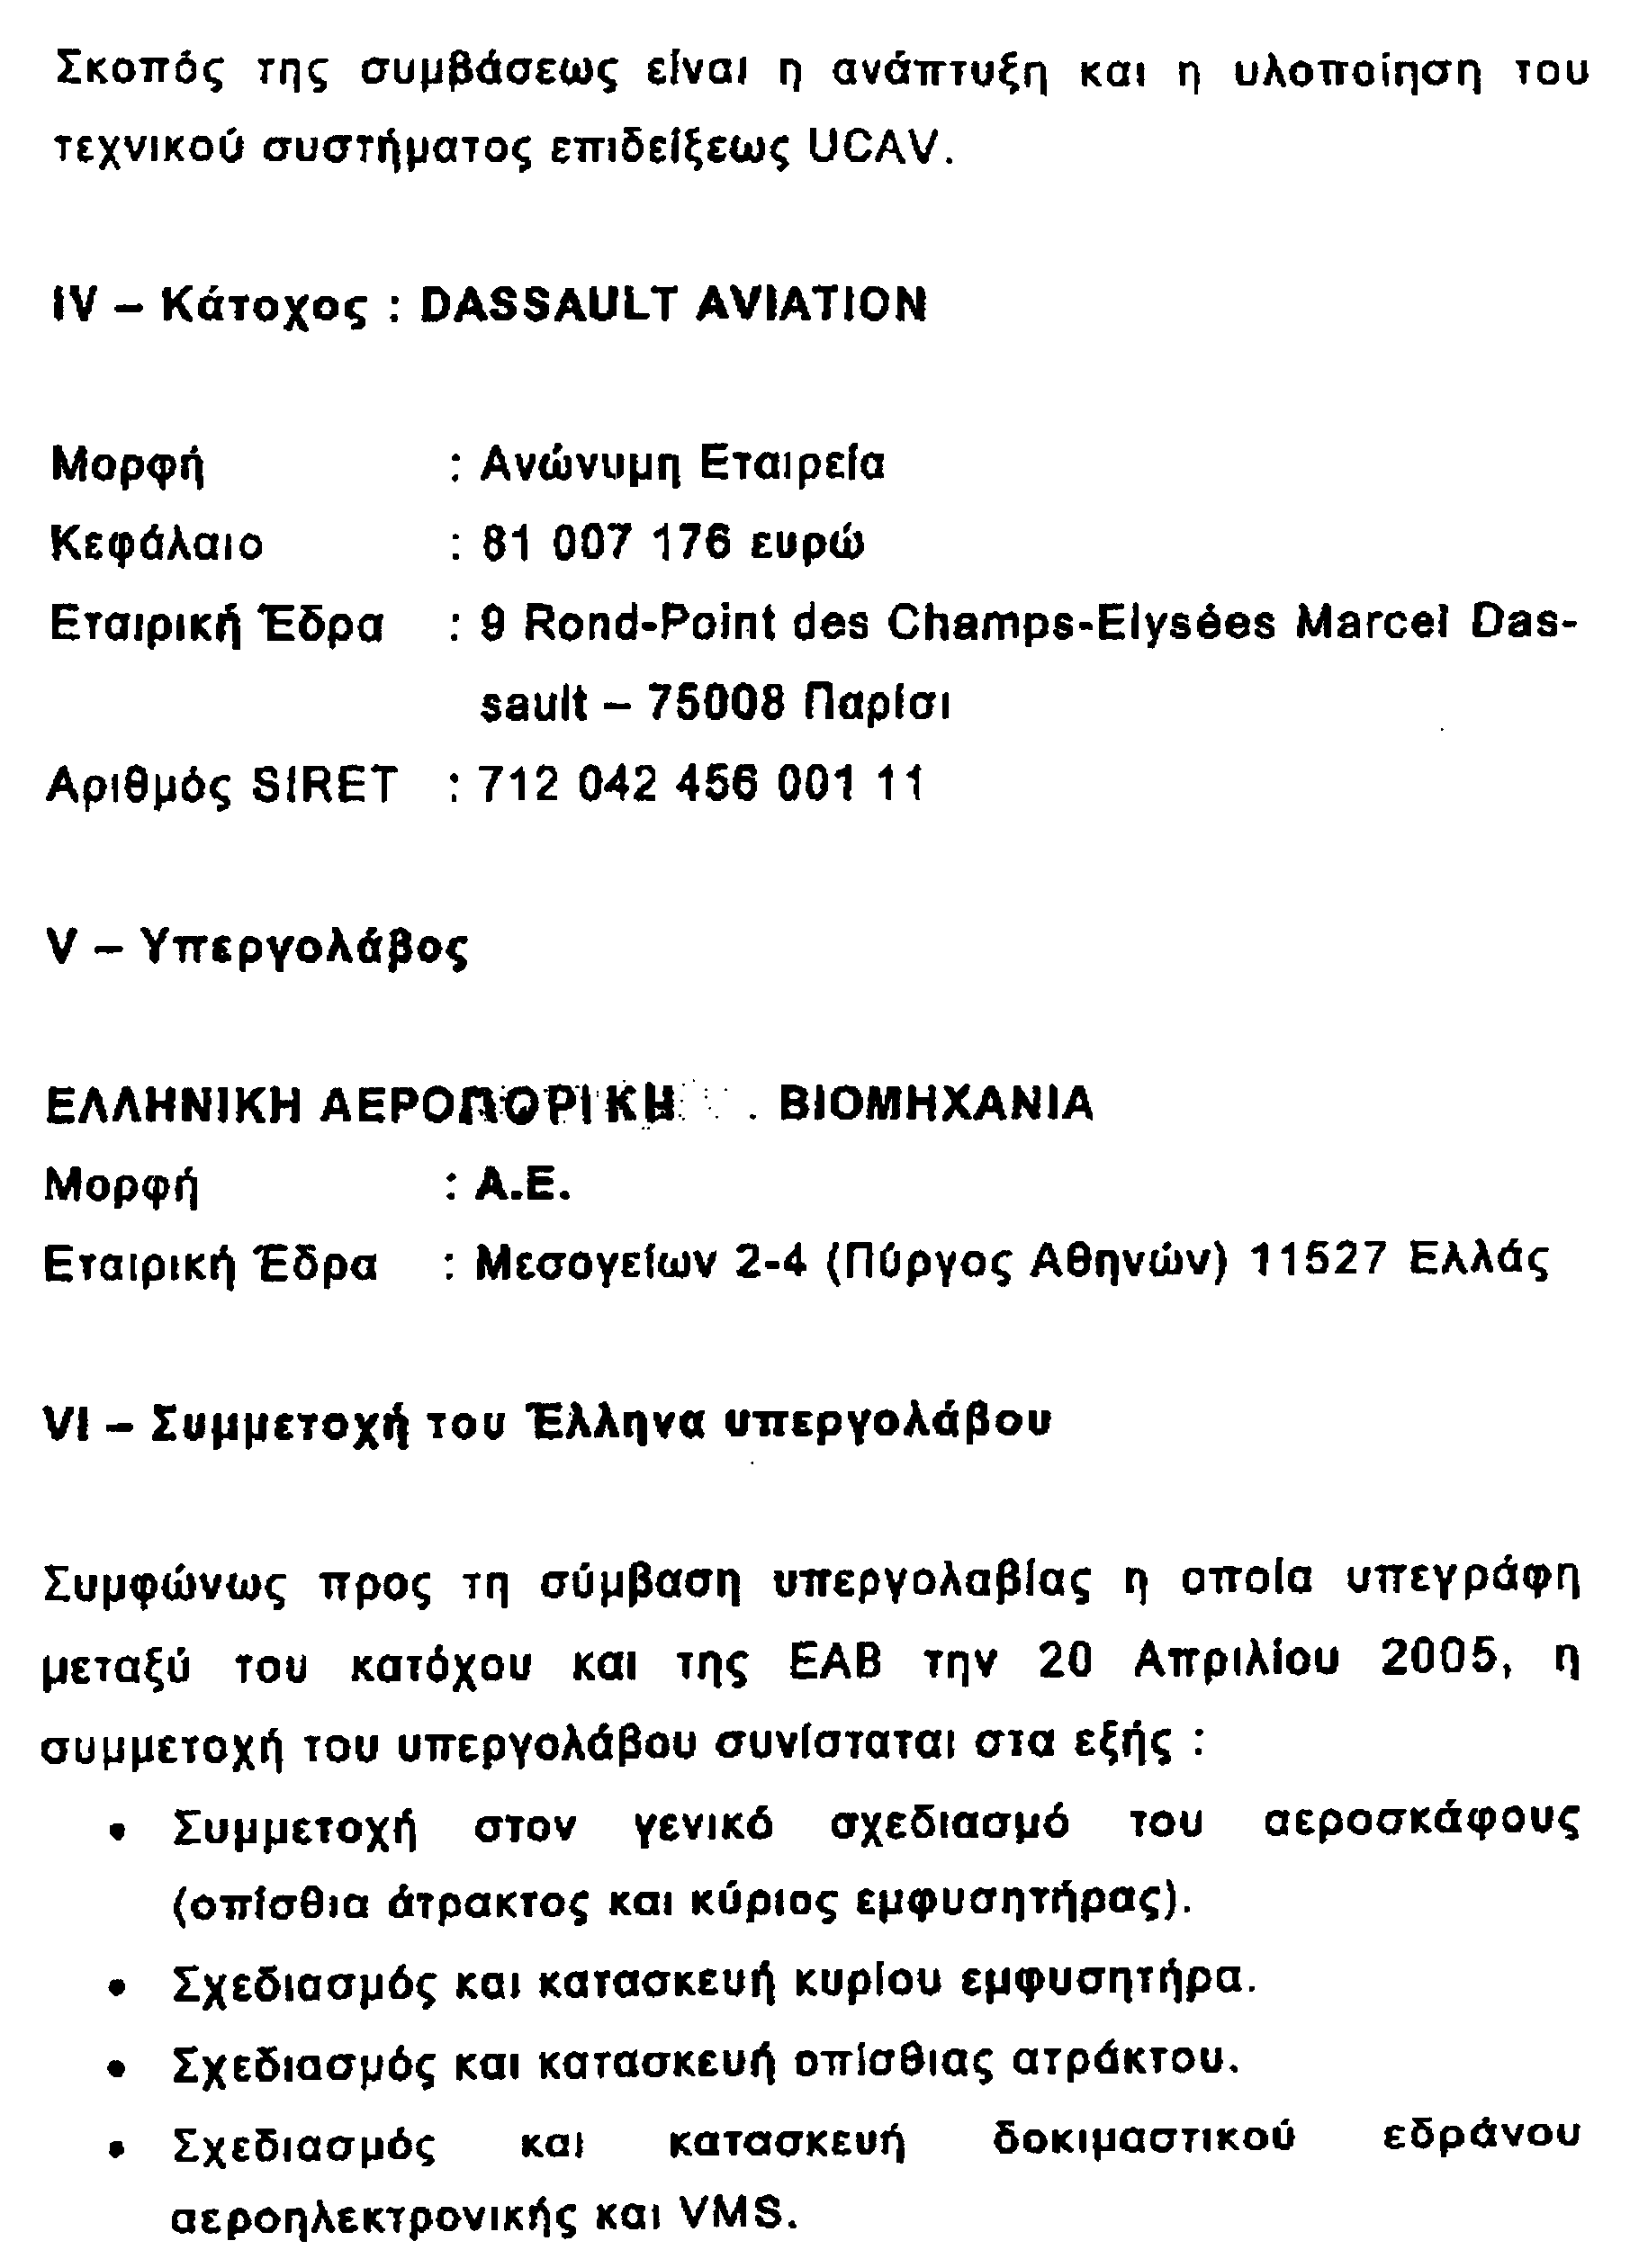 Σκοπός της συμβάσεως είναι η ανάπτυξη και η υλοποίηση του
τεχνικού συστήματος επιδείξεως UCAV.
IV – Κάτοχος : DASSAULT AVIATION
Μορφή : Ανώνυμη Εταιρεία
Κεφάλαιο : 81 007 176 ευρώ
Εταιρική Έδρα : 9 Rond-Point des Champs-Elysées Marcel Das-
sault – 75008 Παρίσι
Αριθμός SIRET : 712 042 456 001 11
V – Υπεργολάβος
ΕΛΛΗΝΙΚΗ ΑΕΡΟΠΟΡΙΚΗ ΒΙΟΜΗΧΑΝΙΑ
Μορφή : Α.Ε.
Εταιρική Έδρα : Μεσογείων 2-4 (Πύργος Αθηνών) 11527 Ελλάς
VI – Συμμετοχή του Έλληνα υπεργολάβου
Συμφώνως προς τη σύμβαση υπεργολαβίας η οποία υπεγράφη
μεταξύ του κατόχου και της ΕΑΒ την 20 Απριλίου 2005, η
συμμετοχή του υπεργολάβου συνίσταται στα εξής :
• Συμμετοχή στον γενικό σχεδιασμό του αεροσκάφους
(οπίσθια άτρακτος και κύριος εμφυσητήρας).
• Σχεδιασμός και κατασκευή κυρίου εμφυσητήρα.
• Σχεδιασμός και κατασκευή οπίσθιας ατράκτου.
• Σχεδιασμός και κατασκευή δοκιμαστικού εδράνου
αεροηλεκτρονικής και VMS.